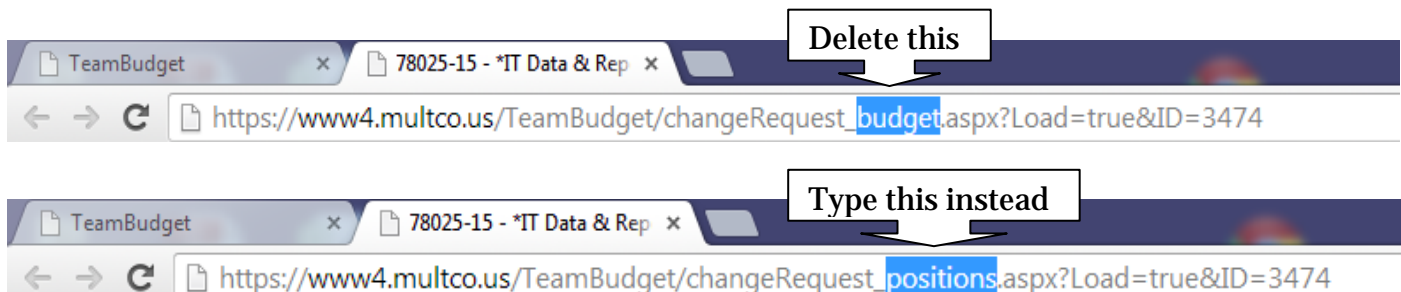 Delete this
TeamBudget × 78025-15 - *IT Data & Rep ×
https://www4.multco.us/TeamBudget/changeRequest_budget.aspx?Load=true&ID=3474
Type this instead
TeamBudget × 78025-15 - *IT Data & Rep ×
https://www4.multco.us/TeamBudget/changeRequest_positions.aspx?Load=true&ID=3474